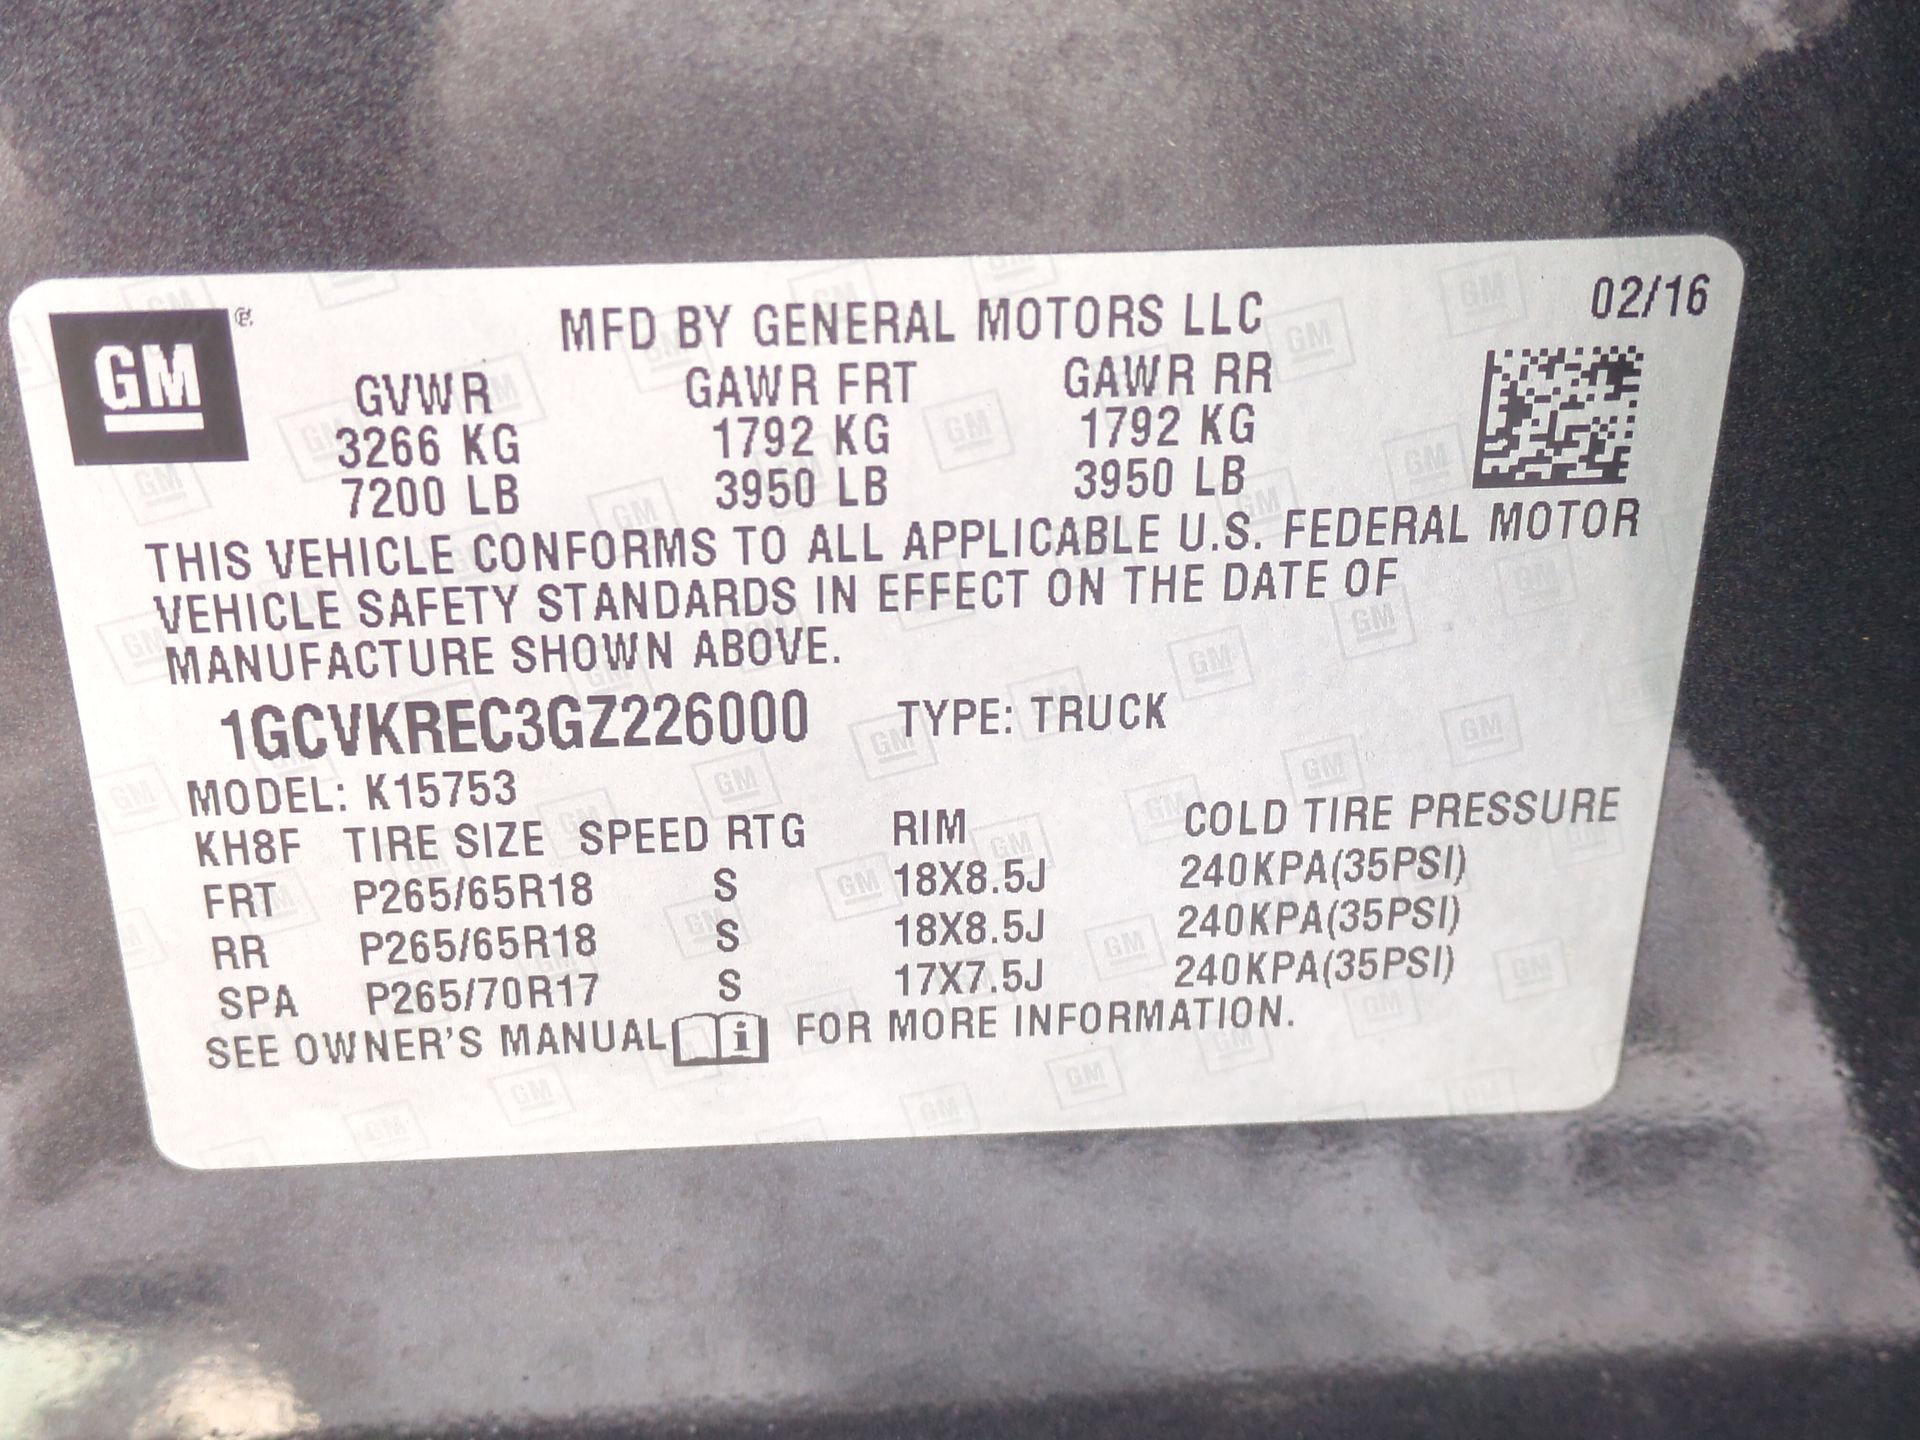 GM
MFD BY GENERAL MOTORS LLC
02/16
GVWR GAWR FRT GAWR RR
3266 KG 1792 KG 1792 KG
7200 LB 3950 LB 3950 LB
THIS VEHICLE CONFORMS TO ALL APPLICABLE U.S. FEDERAL MOTOR
VEHICLE SAFETY STANDARDS IN EFFECT ON THE DATE OF
MANUFACTURE SHOWN ABOVE.
1GCVKREC3GZ226000 TYPE: TRUCK
MODEL: K15753
KH8F TIRE SIZE SPEED RTG RIM COLD TIRE PRESSURE
FRT P265/65R18 S 18X8.5J 240KPA(35PSI)
RR P265/65R18 S 18X8.5J 240KPA(35PSI)
SPA P265/70R17 S 17X7.5J 240KPA(35PSI)
SEE OWNER'S MANUAL i FOR MORE INFORMATION.